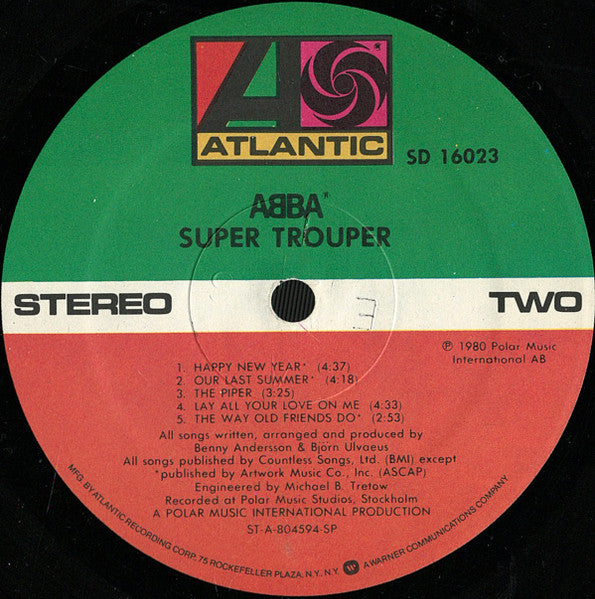 ATLANTIC
SD 16023
ABBA*
SUPER TROUPER
STEREO
TWO
℗ 1980 Polar Music
International AB
1. HAPPY NEW YEAR* (4:37)
2. OUR LAST SUMMER* (4:18)
3. THE PIPER (3:25)
4. LAY ALL YOUR LOVE ON ME (4:33)
5. THE WAY OLD FRIENDS DO* (2:53)
All songs written, arranged and produced by
Benny Andersson & Björn Ulvaeus
All songs published by Countless Songs, Ltd. (BMI) except
*published by Artwork Music Co., Inc. (ASCAP)
Engineered by Michael B. Tretow
Recorded at Polar Music Studios, Stockholm
A POLAR MUSIC INTERNATIONAL PRODUCTION
ST-A-804594-SP
MFG. BY ATLANTIC RECORDING CORP. 75 ROCKEFELLER PLAZA, N.Y. N.Y. A WARNER COMMUNICATIONS COMPANY